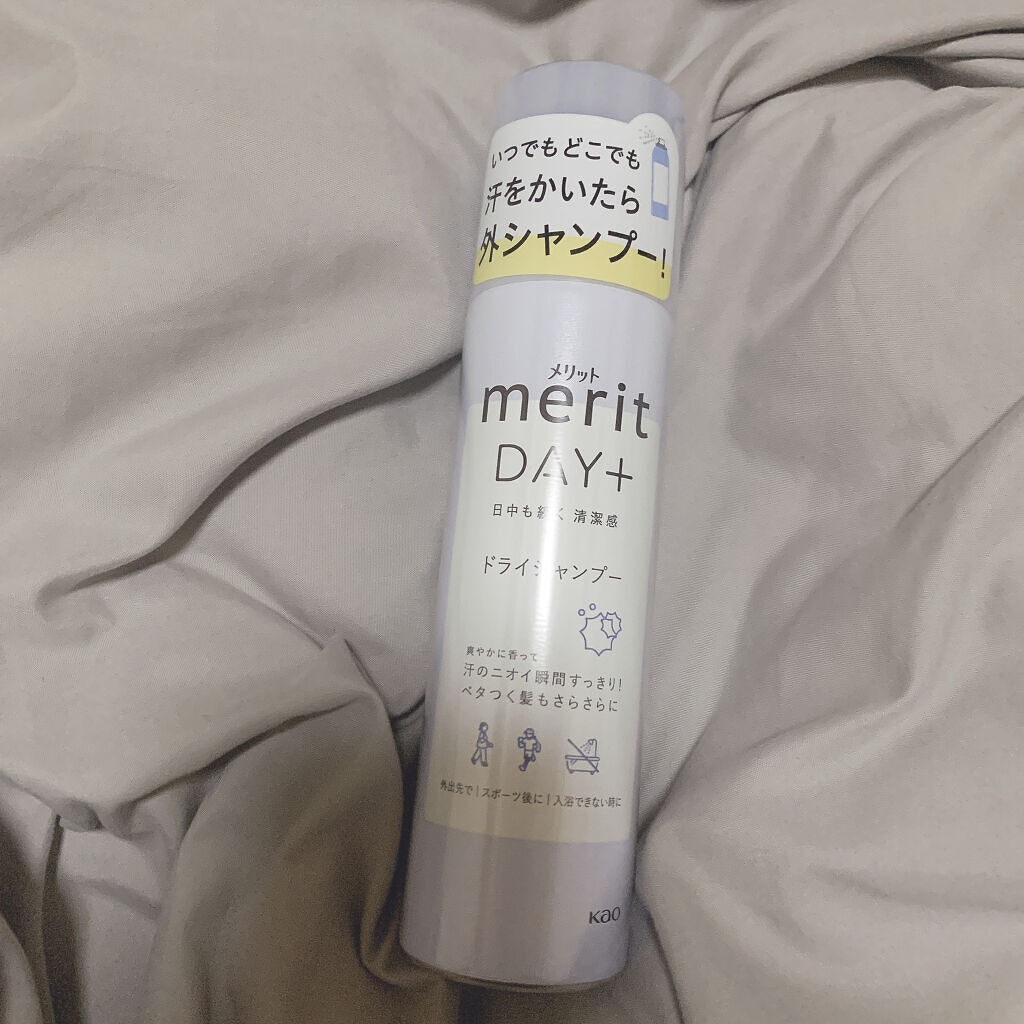 いつでもどこでも
汗をかいたら
外シャンプー!
メリット
merit
DAY+
日中も続く 清潔感
ドライシャンプー
爽やかに香って
汗のニオイ瞬間すっきり!
ベタつく髪もさらさらに
外出先で|スポーツ後に|入浴できない時に
Kao